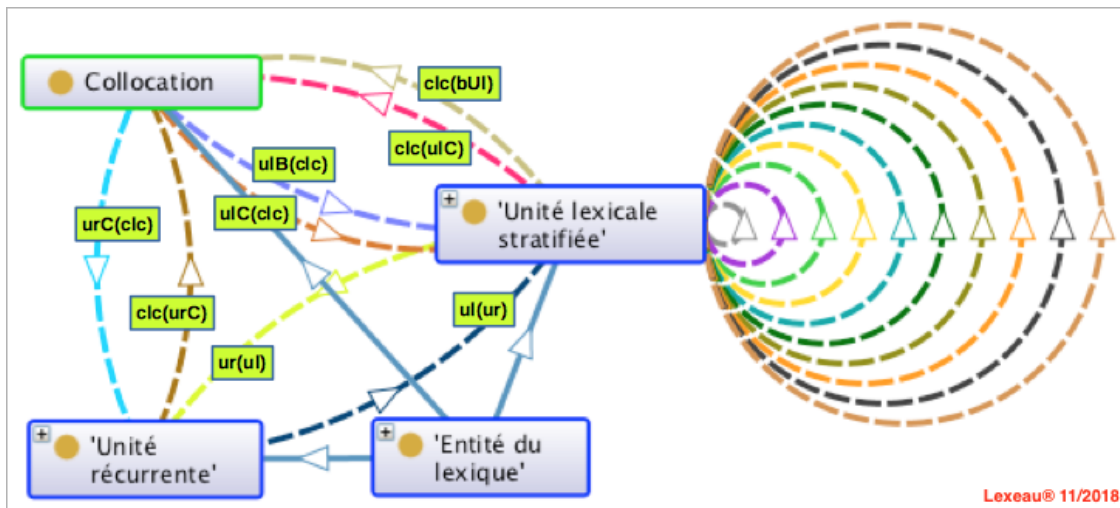 Collocation
clc(bUl)
clc(ulC)
ulB(clc)
ulC(clc)
urC(clc)
'Unité lexicale
stratifiée'
clc(urC)
ul(ur)
ur(ul)
'Unité
récurrente'
'Entité du
lexique'
Lexeau® 11/2018